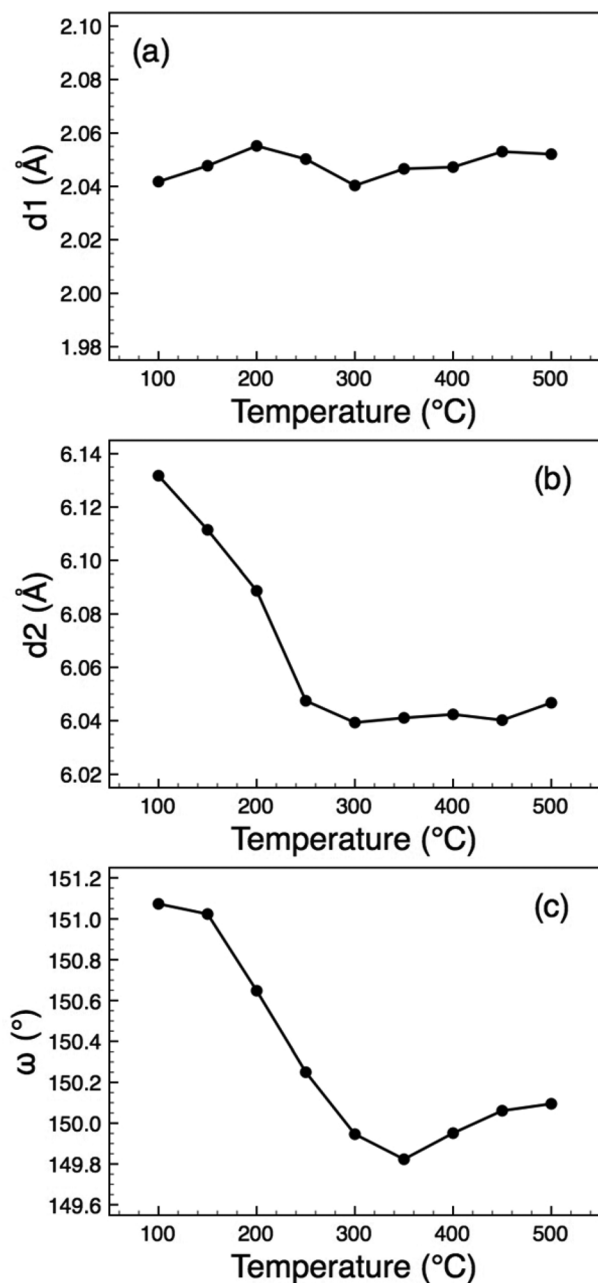 (a)
d1 (Å)
2.10
2.08
2.06
2.04
2.02
2.00
1.98
100 200 300 400 500
Temperature (°C)
(b)
d2 (Å)
6.14
6.12
6.10
6.08
6.06
6.04
6.02
100 200 300 400 500
Temperature (°C)
(c)
ω (°)
151.2
151.0
150.8
150.6
150.4
150.2
150.0
149.8
149.6
100 200 300 400 500
Temperature (°C)